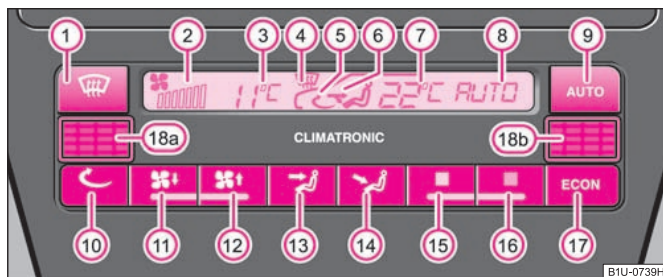 1 2 3 4 5 6 7 8 9
11°C 22°C AUTO AUTO
18a CLIMATRONIC 18b
ECON
10 11 12 13 14 15 16 17
B1U-0739H